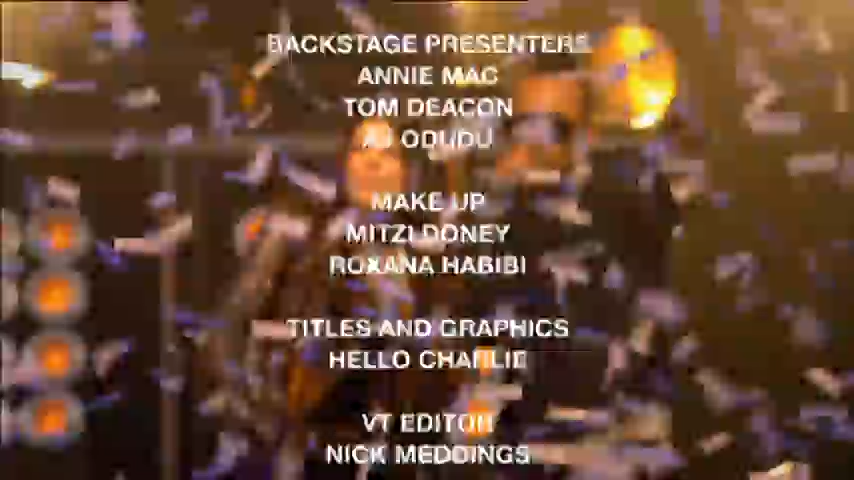 BACKSTAGE PRESENTERS
ANNIE MAC
TOM DEACON
AJ ODUDU
MAKE UP
MITZI DONEY
ROXANA HABIBI
TITLES AND GRAPHICS
HELLO CHARLIE
VT EDITOR
NICK MEDDINGS